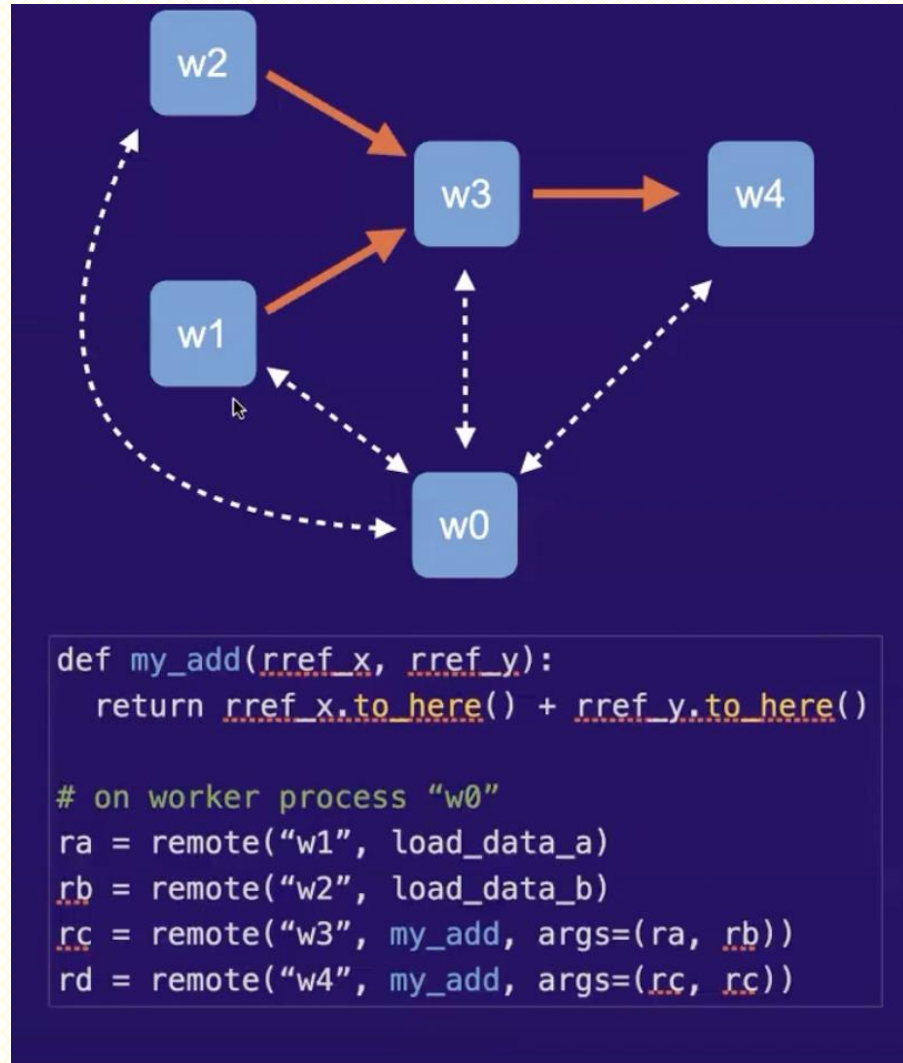 w2
w3
w4
w1
w0
def my_add(rref_x, rref_y):
  return rref_x.to_here() + rref_y.to_here()
# on worker process “w0”
ra = remote(“w1”, load_data_a)
rb = remote(“w2”, load_data_b)
rc = remote(“w3”, my_add, args=(ra, rb))
rd = remote(“w4”, my_add, args=(rc, rc))